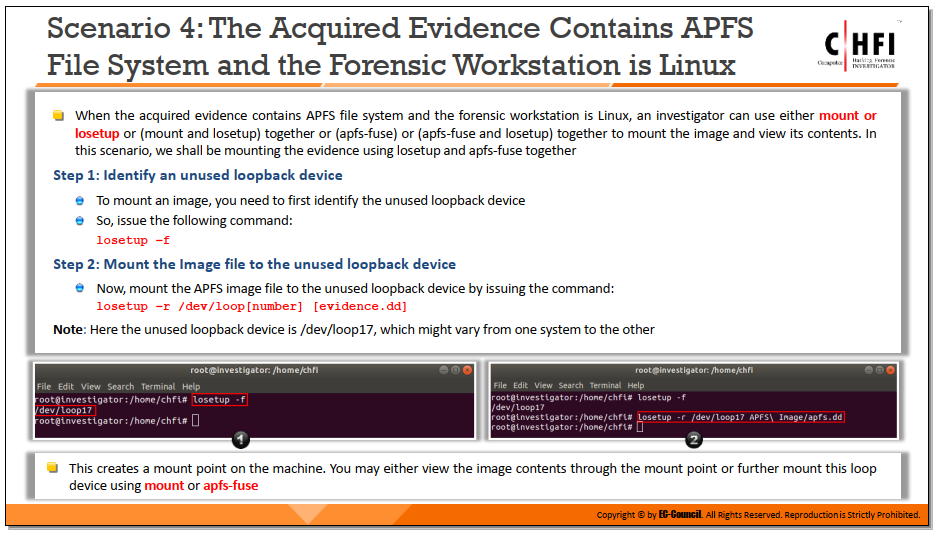 Scenario 4: The Acquired Evidence Contains APFS
File System and the Forensic Workstation is Linux
CHFI
Computer Hacking Forensic
INVESTIGATOR
When the acquired evidence contains APFS file system and the forensic workstation is Linux, an investigator can use either mount or
losetup or (mount and losetup) together or (apfs-fuse) or (apfs-fuse and losetup) together to mount the image and view its contents. In
this scenario, we shall be mounting the evidence using losetup and apfs-fuse together
Step 1: Identify an unused loopback device
To mount an image, you need to first identify the unused loopback device
So, issue the following command:
losetup –f
Step 2: Mount the Image file to the unused loopback device
Now, mount the APFS image file to the unused loopback device by issuing the command:
losetup –r /dev/loop[number] [evidence.dd]
Note: Here the unused loopback device is /dev/loop17, which might vary from one system to the other
root@investigator: /home/chfi
File Edit View Search Terminal Help
root@investigator:/home/chfi# losetup -f
/dev/loop17
root@investigator:/home/chfi#
1
root@investigator: /home/chfi
File Edit View Search Terminal Help
root@investigator:/home/chfi# losetup -f
/dev/loop17
root@investigator:/home/chfi# losetup -r /dev/loop17 APFS\ Image/apfs.dd
root@investigator:/home/chfi#
2
This creates a mount point on the machine. You may either view the image contents through the mount point or further mount this loop
device using mount or apfs-fuse
Copyright © by EC-Council. All Rights Reserved. Reproduction is Strictly Prohibited.